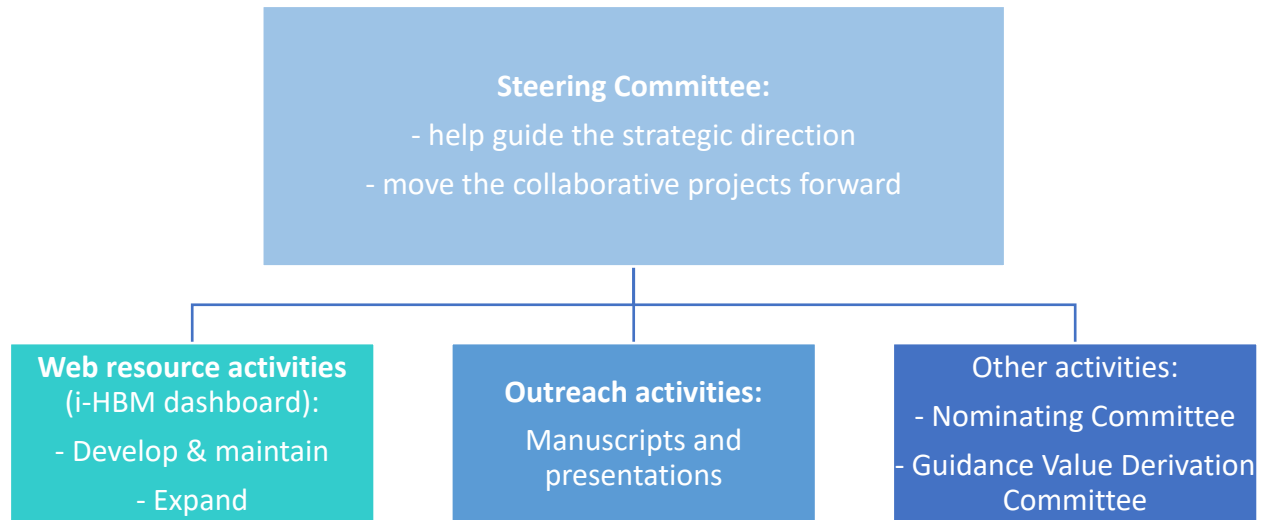 Steering Committee:
- help guide the strategic direction
- move the collaborative projects forward
Web resource activities
(i-HBM dashboard):
- Develop & maintain
- Expand
Outreach activities:
Manuscripts and
presentations
Other activities:
- Nominating Committee
- Guidance Value Derivation
Committee